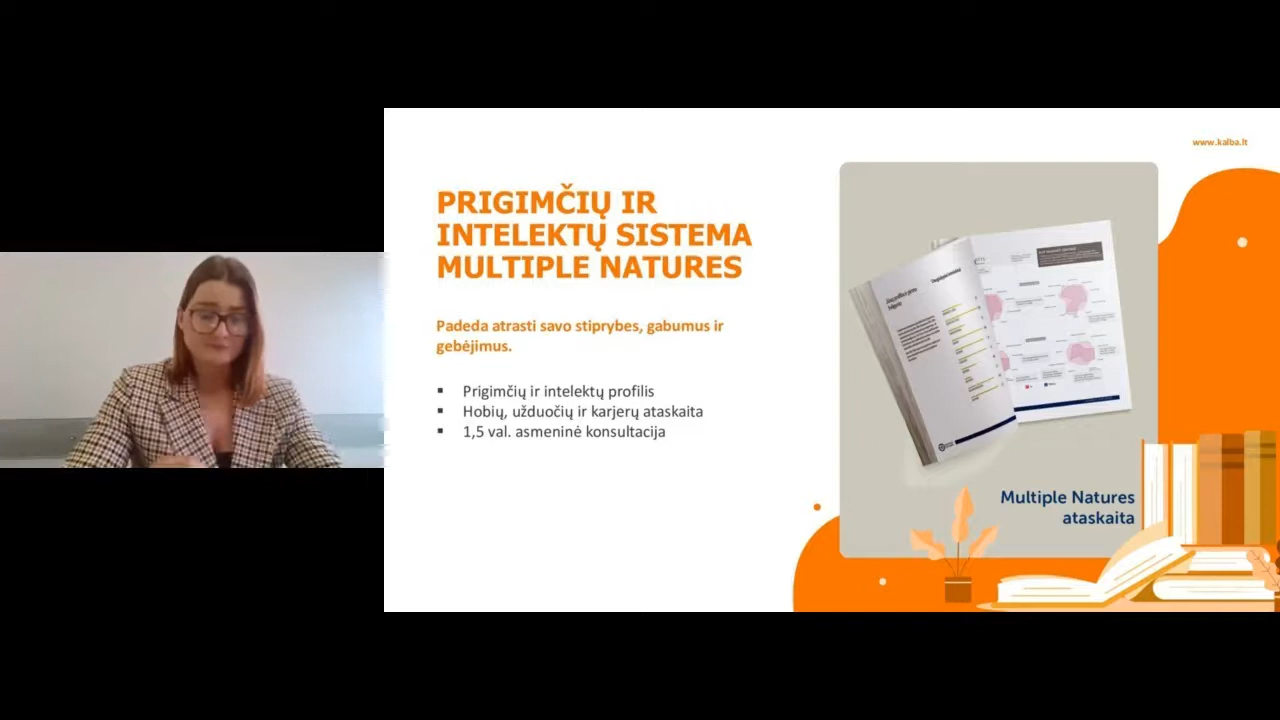 www.kalba.lt
PRIGIMČIŲ IR
INTELEKTŲ SISTEMA
MULTIPLE NATURES
Padeda atrasti savo stiprybes, gabumus ir
gebėjimus.
▪ Prigimčių ir intelektų profilis
▪ Hobių, užduočių ir karjerų ataskaita
▪ 1,5 val. asmeninė konsultacija
Multiple Natures
ataskaita